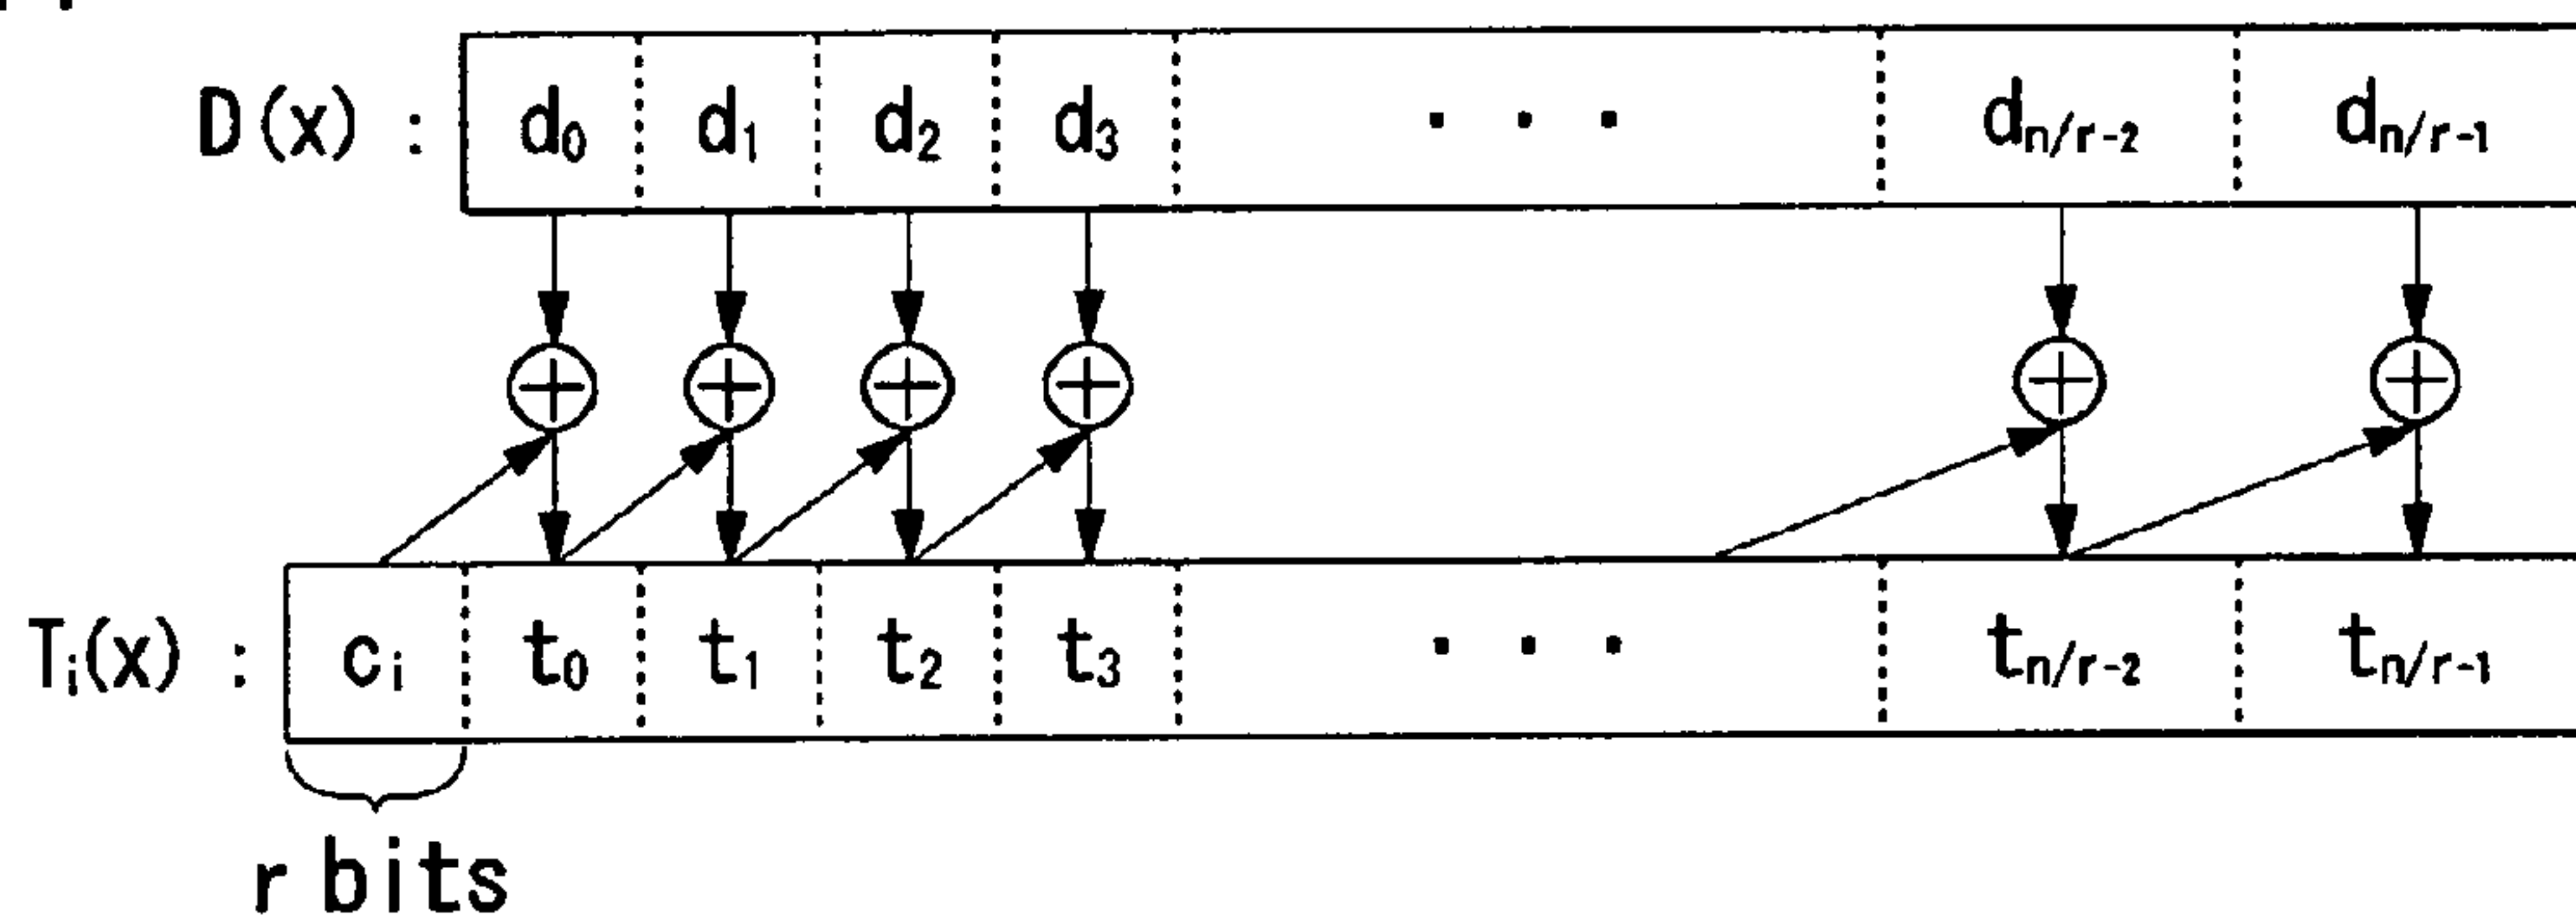 D(x) : d₀ d₁ d₂ d₃ · · · dₙ/ᵣ₋₂ dₙ/ᵣ₋₁
Tᵢ(x) : cᵢ t₀ t₁ t₂ t₃ · · · tₙ/ᵣ₋₂ tₙ/ᵣ₋₁
r bits